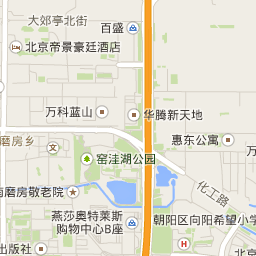 大郊亭北街
百盛
北京帝景豪廷酒店
万科蓝山
华腾新天地
磨房乡
惠东公寓
万
窑洼湖公园
化工路
南磨房敬老院
燕莎奥特莱斯
购物中心B座
朝阳区向阳希望小学
出版社